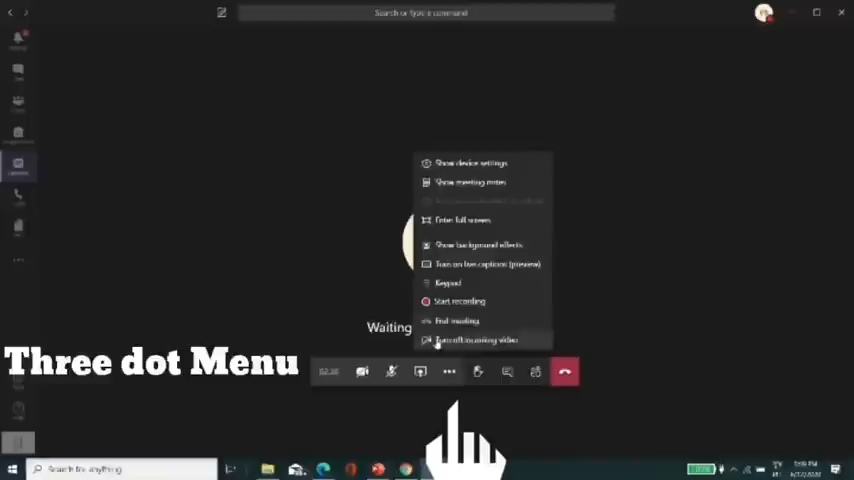 Search or type a command
Show device settings
Show meeting notes
Enter full screen
Show background effects
Turn on live captions (preview)
Keypad
Start recording
End meeting
Turn off incoming video
Waiting
Three dot Menu
Search for anything